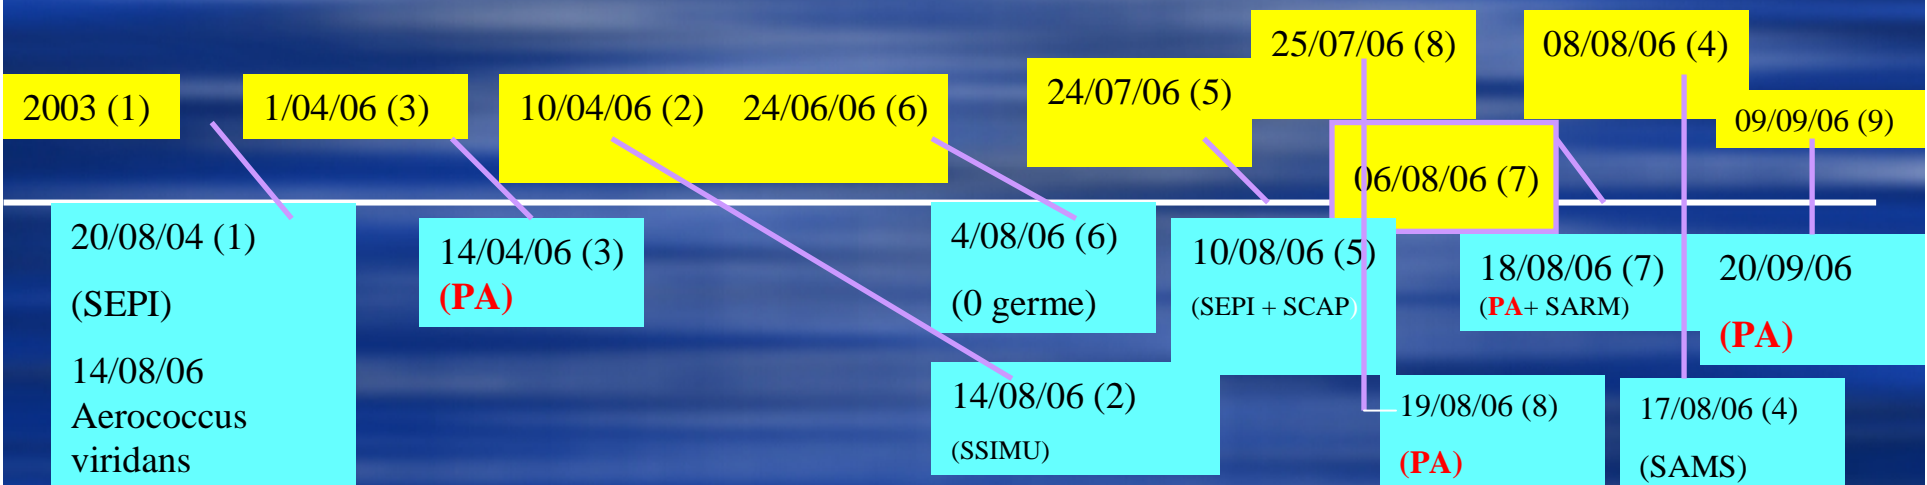 2003 (1)
1/04/06 (3)
10/04/06 (2) 24/06/06 (6)
24/07/06 (5)
25/07/06 (8)
06/08/06 (7)
08/08/06 (4)
09/09/06 (9)
20/08/04 (1)
(SEPI)
14/08/06
Aerococcus
viridans
14/04/06 (3)
(PA)
4/08/06 (6)
(0 germe)
14/08/06 (2)
(SSIMU)
10/08/06 (5)
(SEPI + SCAP)
19/08/06 (8)
(PA)
18/08/06 (7)
(PA+ SARM)
17/08/06 (4)
(SAMS)
20/09/06
(PA)